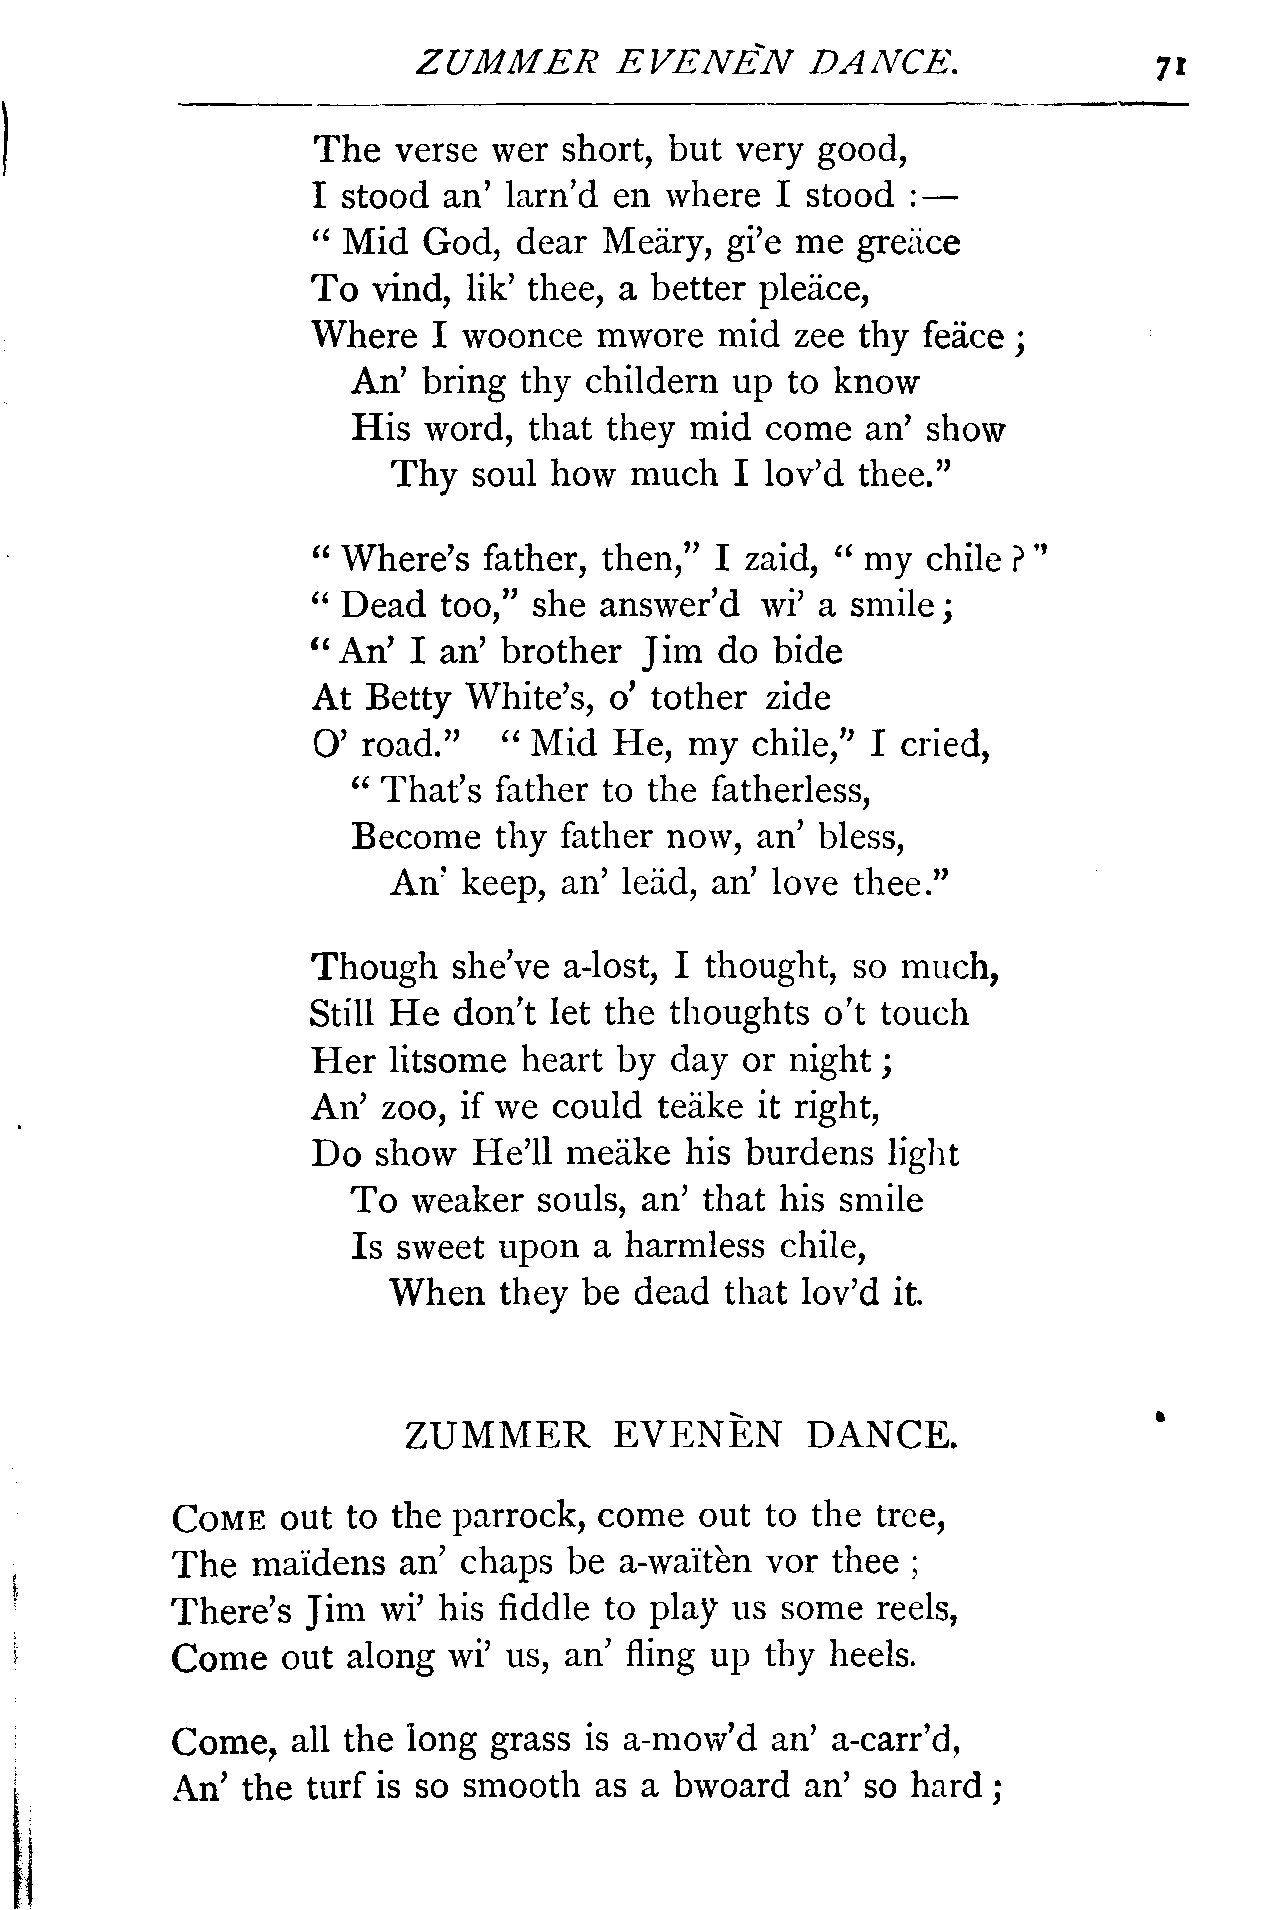 ZUMMER EVENÈN DANCE. 71
The verse wer short, but very good,
I stood an' larn'd en where I stood :—
“ Mid God, dear Meäry, gi'e me greäce
To vind, lik' thee, a better pleäce,
Where I woonce mwore mid zee thy feäce ;
An' bring thy childern up to know
His word, that they mid come an' show
Thy soul how much I lov'd thee.”
“ Where's father, then,” I zaid, “ my chile ? ”
“ Dead too,” she answer'd wi' a smile ;
“ An' I an' brother Jim do bide
At Betty White's, o' tother zide
O' road.” “ Mid He, my chile,” I cried,
“ That's father to the fatherless,
Become thy father now, an' bless,
An' keep, an' leäd, an' love thee.”
Though she've a-lost, I thought, so much,
Still He don't let the thoughts o't touch
Her litsome heart by day or night ;
An' zoo, if we could teäke it right,
Do show He'll meäke his burdens light
To weaker souls, an' that his smile
Is sweet upon a harmless chile,
When they be dead that lov'd it.
ZUMMER EVENÈN DANCE.
COME out to the parrock, come out to the tree,
The maïdens an' chaps be a-waïtèn vor thee ;
There's Jim wi' his fiddle to play us some reels,
Come out along wi' us, an' fling up thy heels.
Come, all the long grass is a-mow'd an' a-carr'd,
An' the turf is so smooth as a bwoard an' so hard ;